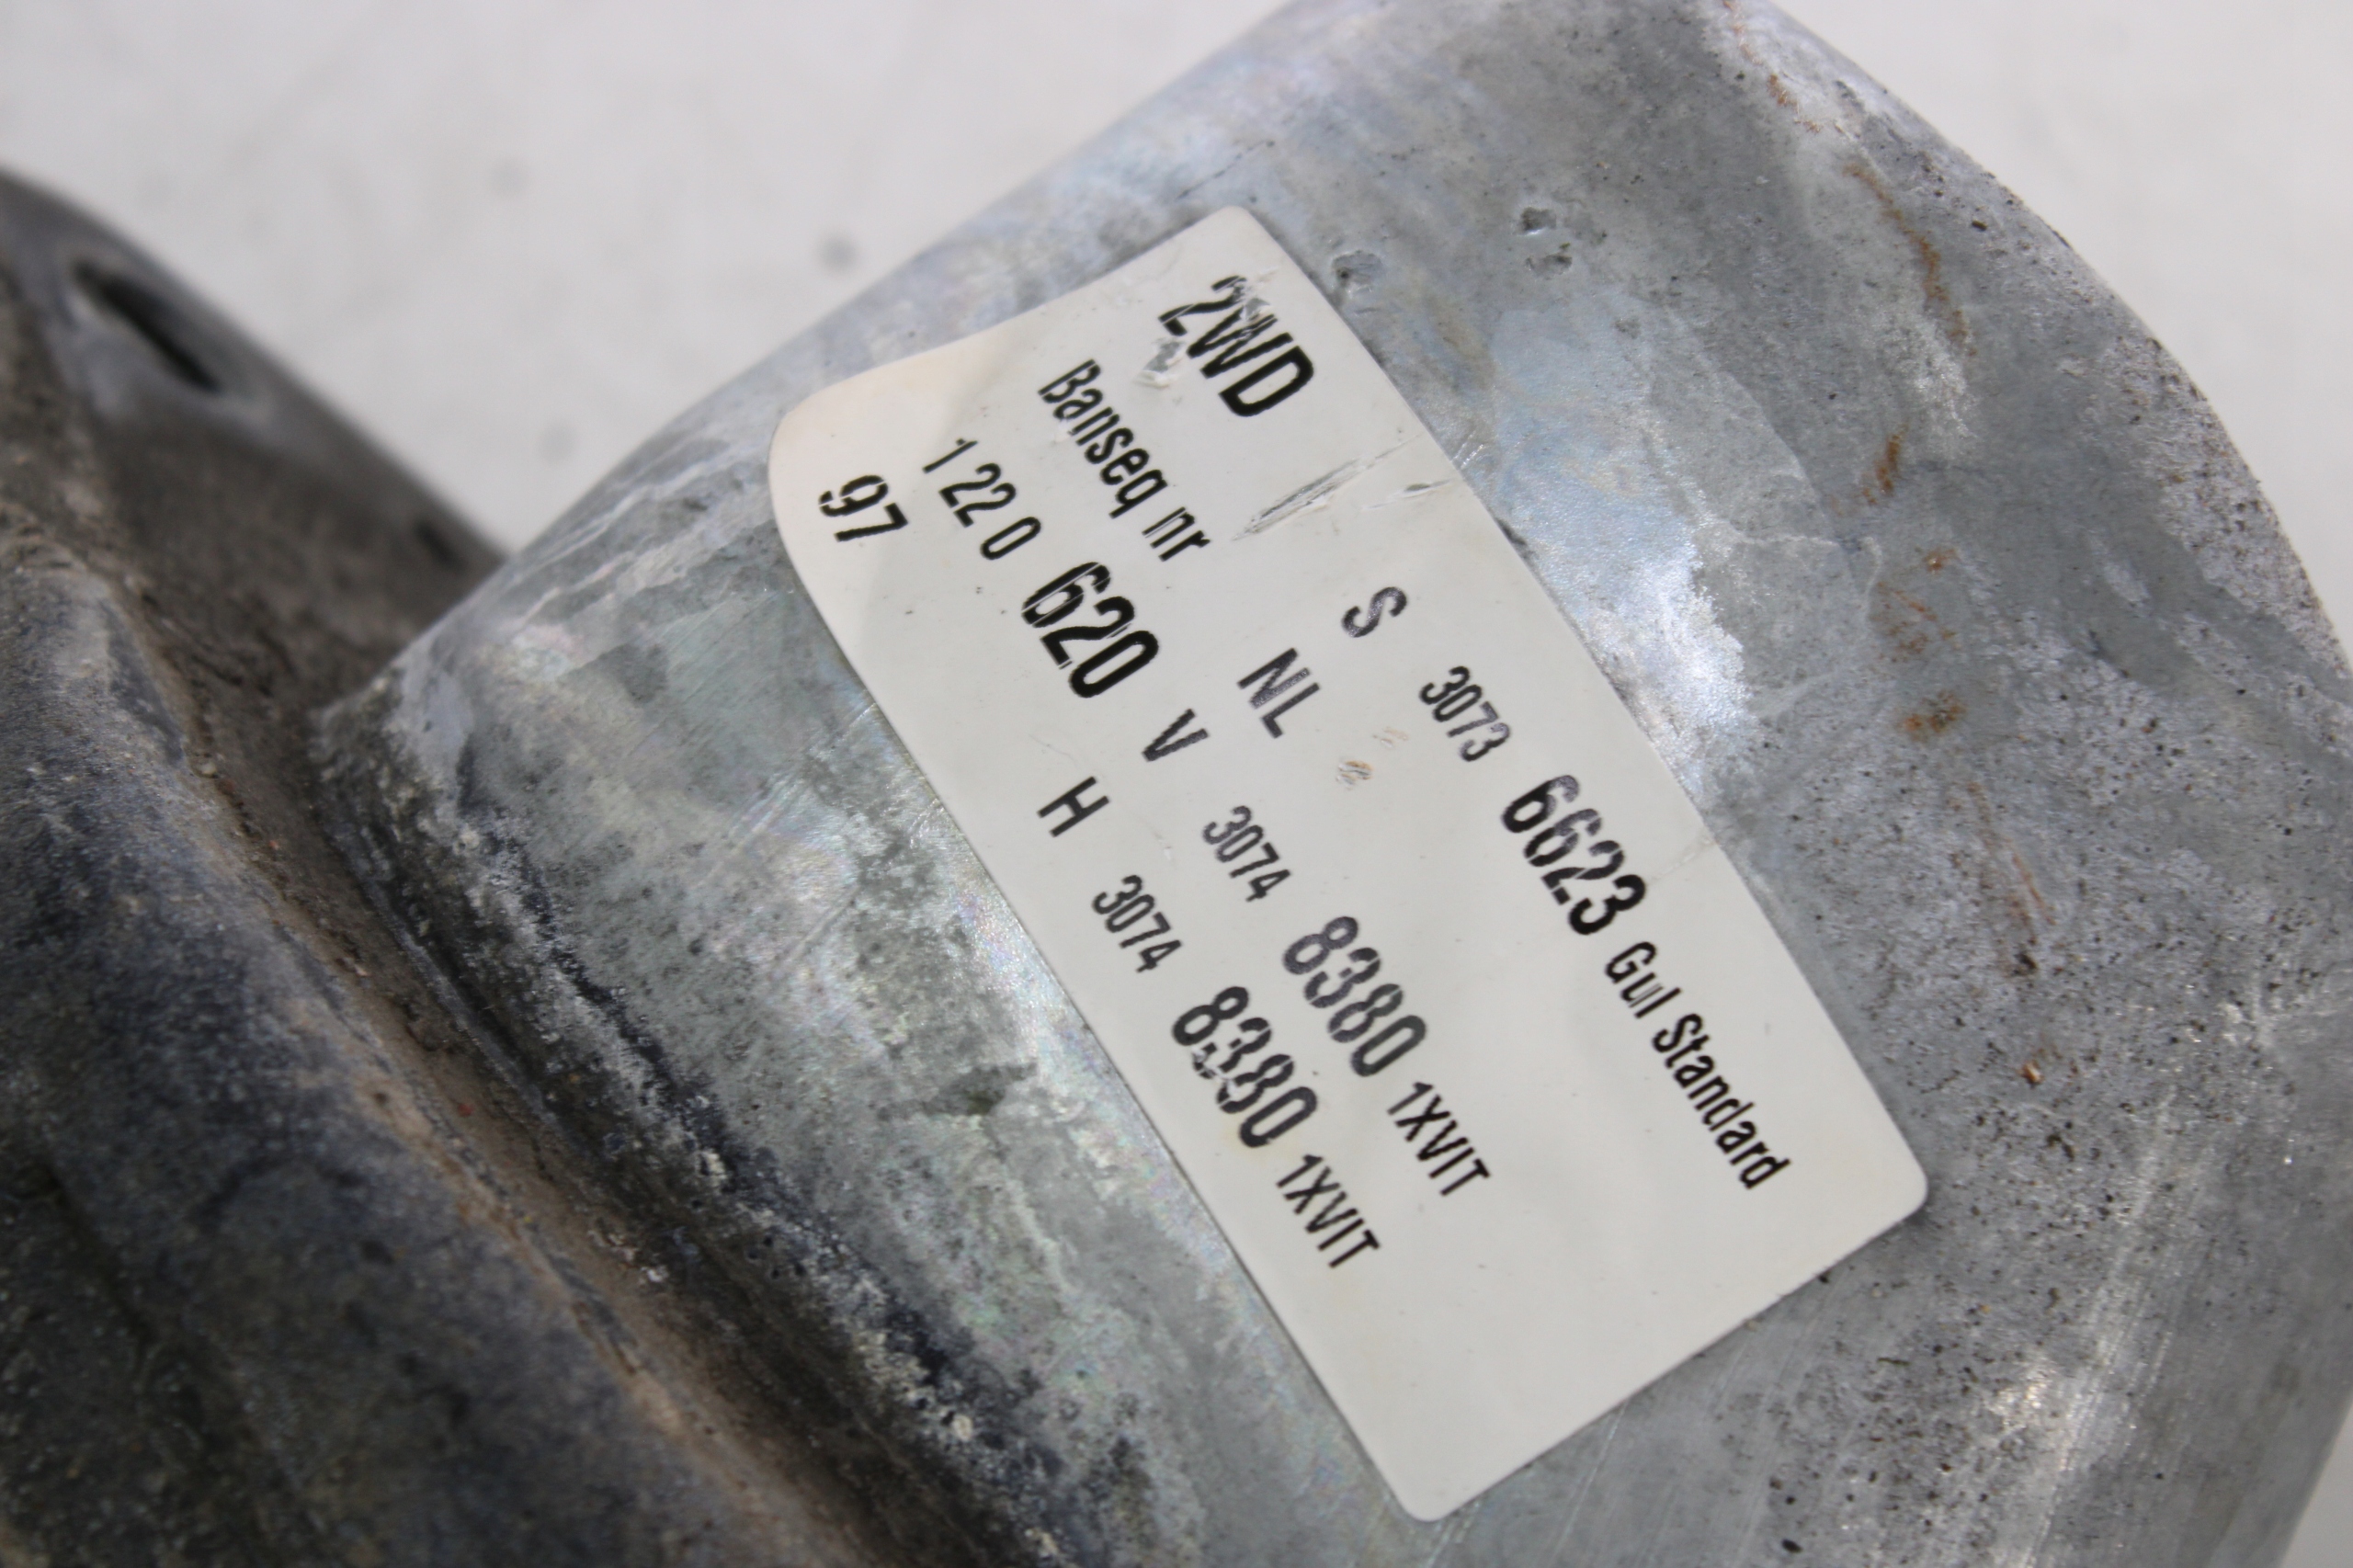 2WD S 3073 6623 Gul Standard
Banseq nr NL
1 22 0 620 V 3074 8380 1XVIT
97 H 3074 8380 1XVIT